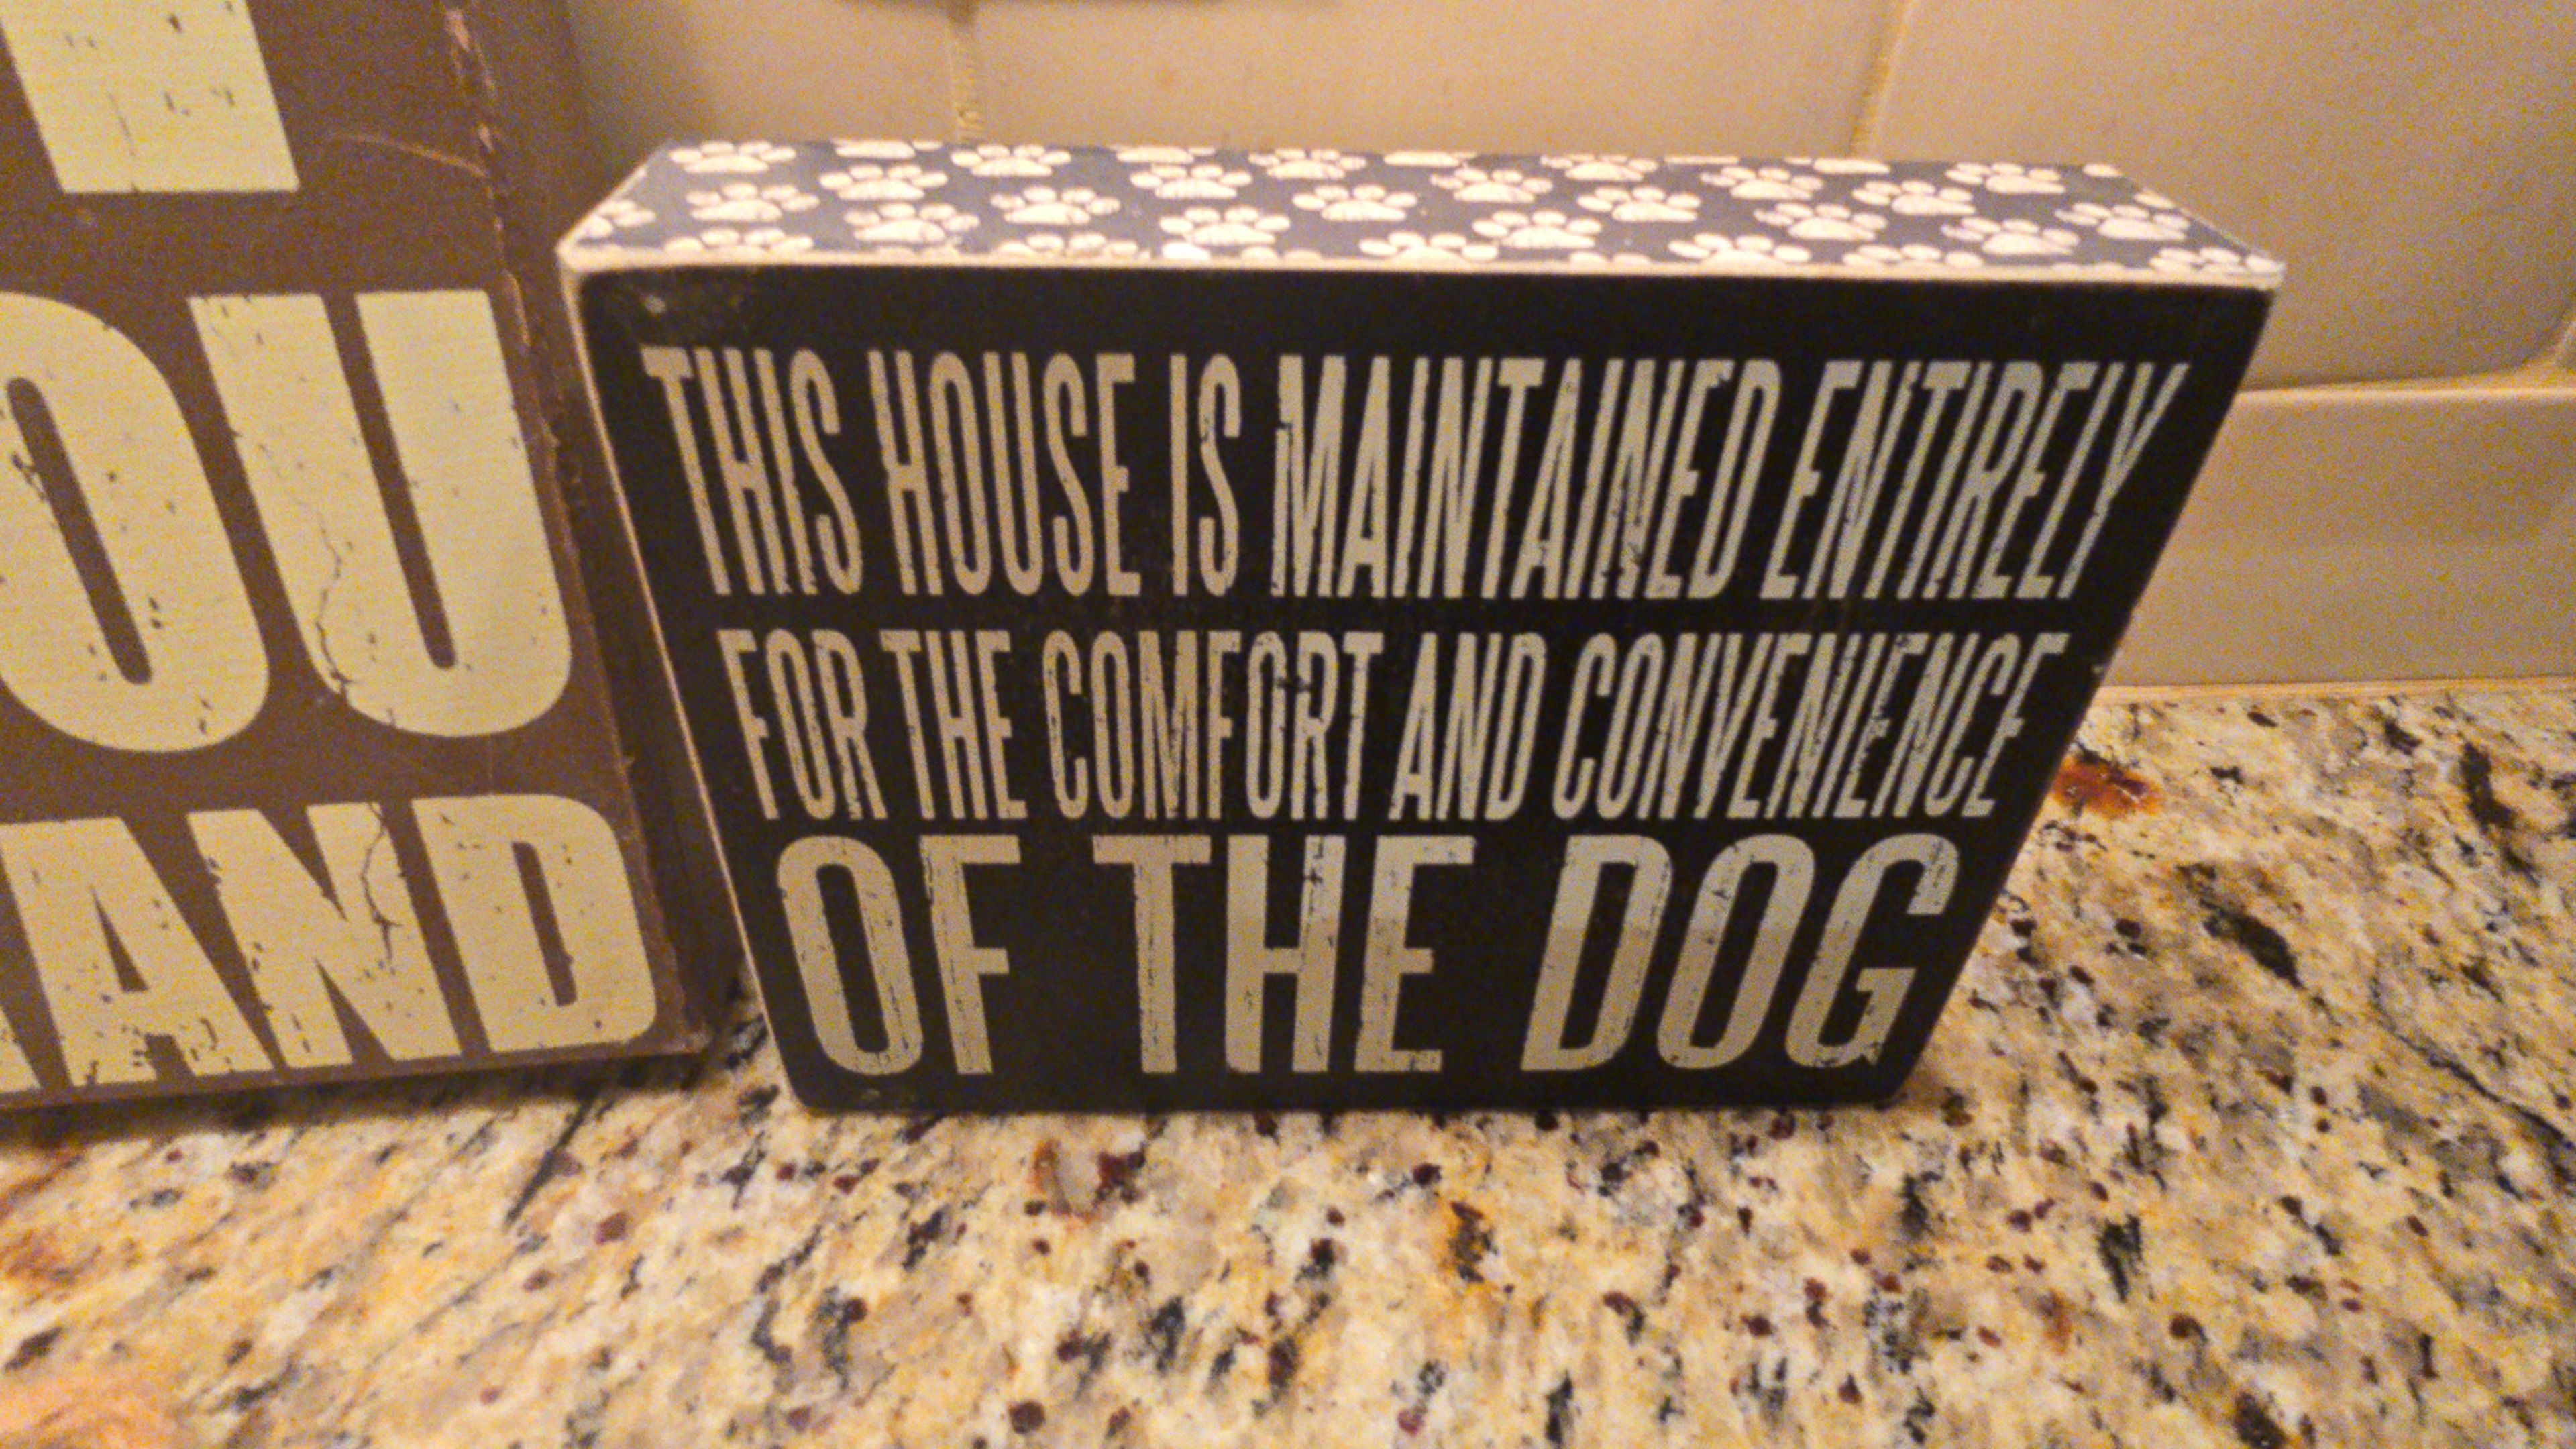 OU
AND
THIS HOUSE IS MAINTAINED ENTIRELY
FOR THE COMFORT AND CONVENIENCE
OF THE DOG